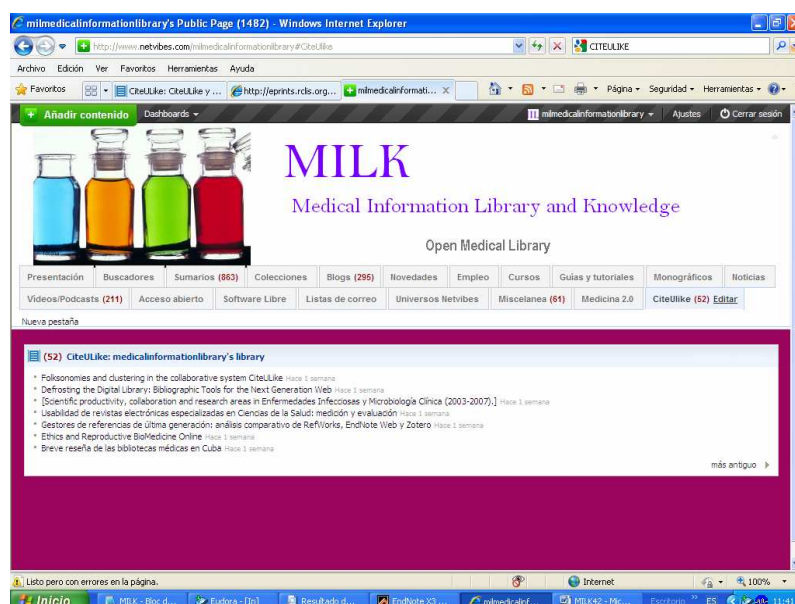 milmedicalinformationlibrary's Public Page (1482) - Windows Internet Explorer
http://www.netvibes.com/milmedicalinformationlibrary#CiteUlike
CITEULIKE
Archivo Edición Ver Favoritos Herramientas Ayuda
Favoritos CiteULike: CiteULike y ... http://eprints.rclis.org... milmedicalinformati... Página Seguridad Herramientas
Añadir contenido Dashboards milmedicalinformationlibrary Ajustes Cerrar sesión
MILK
Medical Information Library and Knowledge
Open Medical Library
Presentación Buscadores Sumarios (863) Colecciones Blogs (295) Novedades Empleo Cursos Guías y tutoriales Monográficos Noticias
Vídeos/Podcasts (211) Acceso abierto Software Libre Listas de correo Universos Netvibes Miscelanea (61) Medicina 2.0 CiteUlike (52) Editar
Nueva pestaña
(52) CiteULike: medicalinformationlibrary's library
Folksonomies and clustering in the collaborative system CiteULike Hace 1 semana
Defrosting the Digital Library: Bibliographic Tools for the Next Generation Web Hace 1 semana
[Scientific productivity, collaboration and research areas in Enfermedades Infecciosas y Microbiología Clínica (2003-2007).] Hace 1 semana
Usabilidad de revistas electrónicas especializadas en Ciencias de la Salud: medición y evaluación Hace 1 semana
Gestores de referencias de última generación: análisis comparativo de RefWorks, EndNote Web y Zotero Hace 1 semana
Ethics and Reproductive BioMedicine Online Hace 1 semana
Breve reseña de las bibliotecas médicas en Cuba Hace 1 semana
más antiguo
Listo pero con errores en la página. Internet 100%
Inicio MILK - Bloc d... Eudora - [In] Resultado d... EndNote X3 ... milmedicalinf... MILK42 - Mic... Escritorio ES 11:41